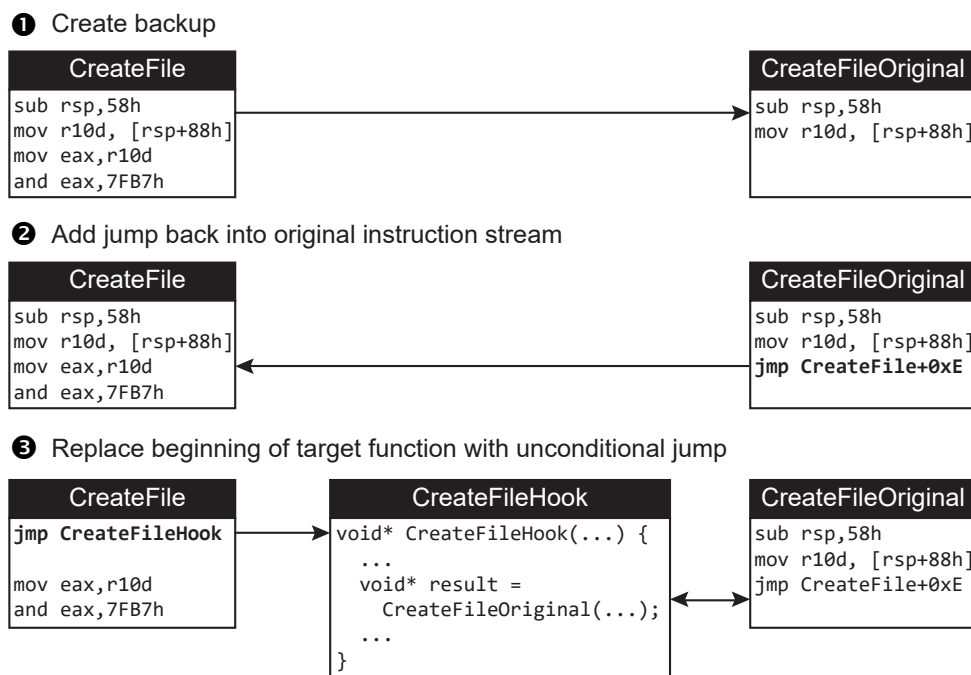 ❶ Create backup
CreateFile
sub rsp,58h
mov r10d, [rsp+88h]
mov eax,r10d
and eax,7FB7h
CreateFileOriginal
sub rsp,58h
mov r10d, [rsp+88h]
❷ Add jump back into original instruction stream
CreateFile
sub rsp,58h
mov r10d, [rsp+88h]
mov eax,r10d
and eax,7FB7h
CreateFileOriginal
sub rsp,58h
mov r10d, [rsp+88h]
jmp CreateFile+0xE
❸ Replace beginning of target function with unconditional jump
CreateFile
jmp CreateFileHook
mov eax,r10d
and eax,7FB7h
CreateFileHook
void* CreateFileHook(...) {
...
void* result =
CreateFileOriginal(...);
...
}
CreateFileOriginal
sub rsp,58h
mov r10d, [rsp+88h]
jmp CreateFile+0xE